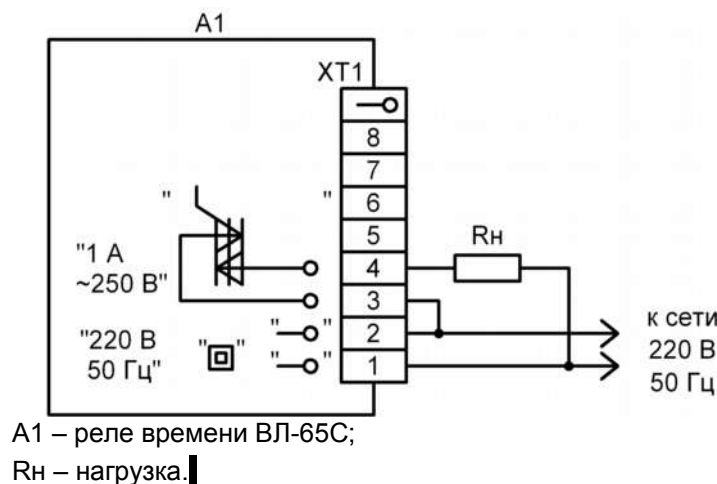 A1
XT1
8
7
" " 6
5
Rн
"1 А
~250 В"
4
3
" " 2
"220 В
50 Гц"
" "
" " 1
к сети
220 В
50 Гц
А1 – реле времени ВЛ-65С;
Rн – нагрузка.